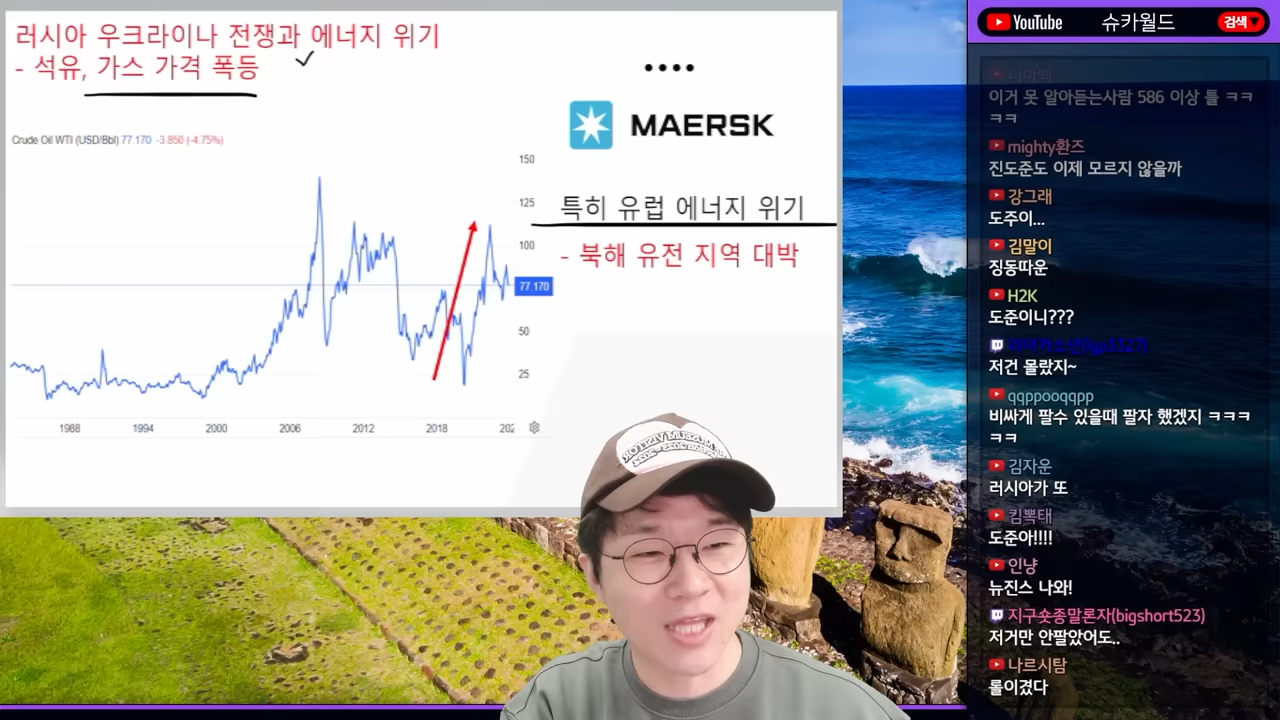 러시아 우크라이나 전쟁과 에너지 위기
- 석유, 가스 가격 폭등
Crude Oil WTI (USD/Bbl) 77.170 -3.850 (-4.75%)
150
125
100
77.170
50
25
1988
1994
2000
2006
2012
2018
202
MAERSK
특히 유럽 에너지 위기
- 북해 유전 지역 대박
YouTube
슈카월드
검색
이거 못 알아듣는사람 586 이상 틀 ㅋㅋ
ㅋㅋ
mighty환즈
진도준도 이제 모르지 않을까
강그래
도주이...
김말이
징동따운
H2K
도준이니???
저건 몰랐지~
qqppooqqpp
비싸게 팔수 있을때 팔자 했겠지 ㅋㅋㅋ
ㅋㅋ
김자운
러시아가 또
킴뽁태
도준아!!!!
인냥
뉴진스 나와!
지구숏종말론자(bigshort523)
저거만 안팔았어도..
나르시탐
롤이겼다